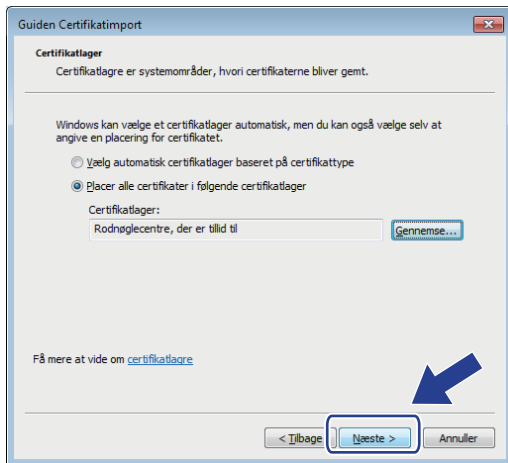 Guiden Certifikatimport
Certifikatlager
Certifikatlagre er systemområder, hvori certifikaterne bliver gemt.
Windows kan vælge et certifikatlager automatisk, men du kan også vælge selv at
angive en placering for certifikatet.
Vælg automatisk certifikatlager baseret på certifikattype
Placer alle certifikater i følgende certifikatlager
Certifikatlager:
Rodnøglecentre, der er tillid til
Gennemse...
Få mere at vide om certifikatlagre
< Tilbage
Næste >
Annuller